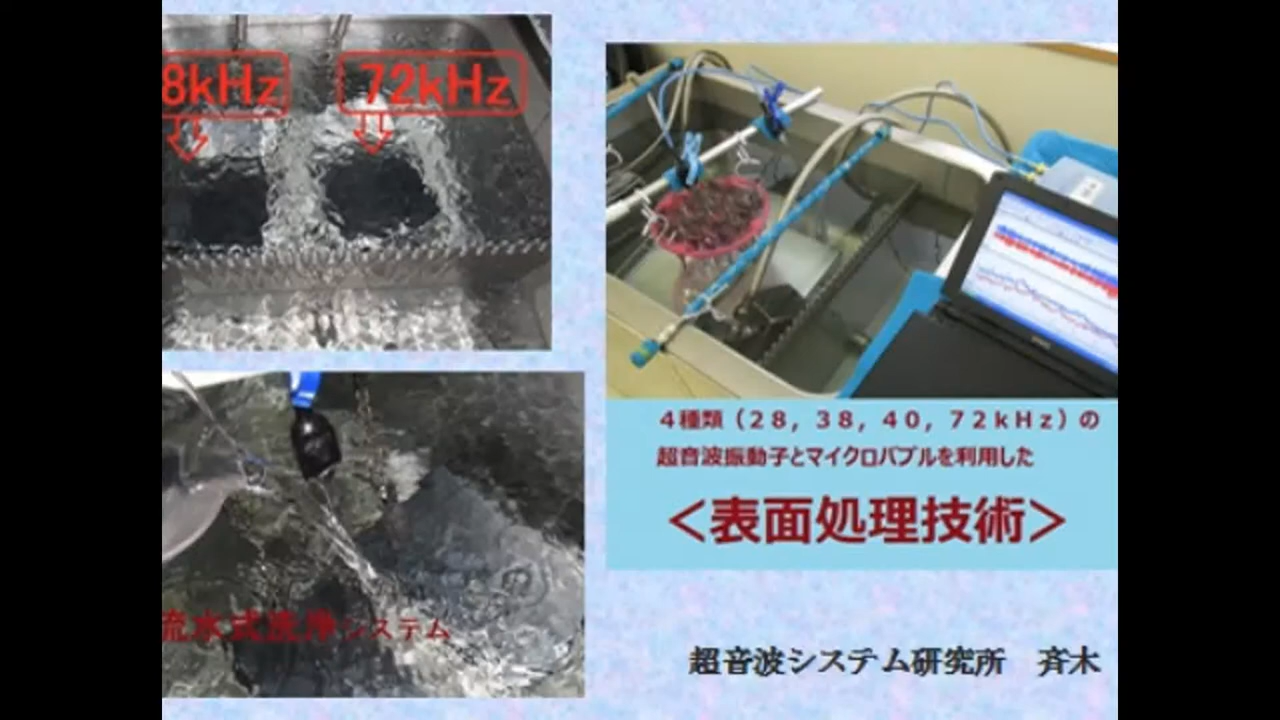 8kHz
72kHz
流水式洗浄システム
４種類（２８，３８，４０，７２ｋＨｚ）の
超音波振動子とマイクロバブルを利用した
＜表面処理技術＞
超音波システム研究所　斉木